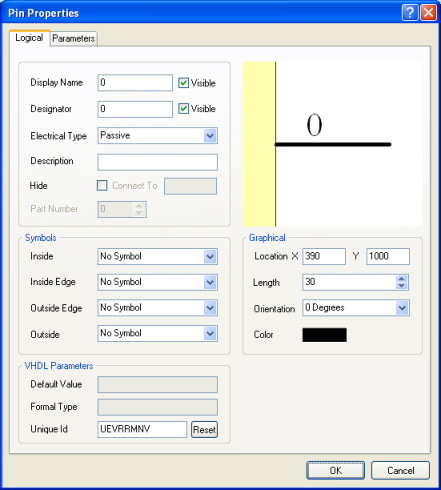 Pin Properties
Logical Parameters
Display Name 0 Visible
Designator 0 Visible
Electrical Type Passive
Description
Hide Connect To
Part Number 0
0
Symbols
Inside No Symbol
Inside Edge No Symbol
Outside Edge No Symbol
Outside No Symbol
Graphical
Location X 390 Y 1000
Length 30
Orientation 0 Degrees
Color
VHDL Parameters
Default Value
Formal Type
Unique Id UEVRRMNV Reset
OK Cancel